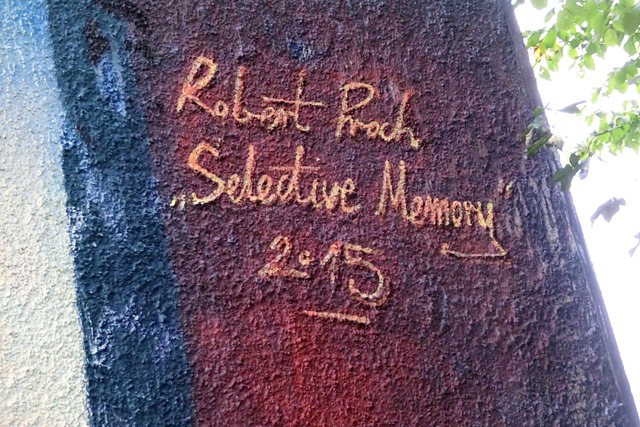 Robert Proch
„Selective Memory"
2015